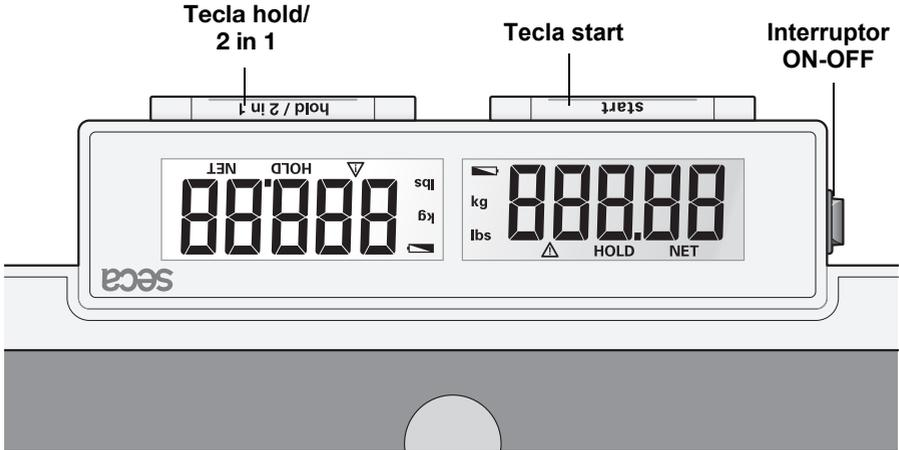 Tecla hold/
2 in 1
Tecla start
Interruptor
ON-OFF
hold / 2 in 1
start
NET HOLD
lbs
kg
88.888
kg
lbs
888.88
HOLD NET
seca